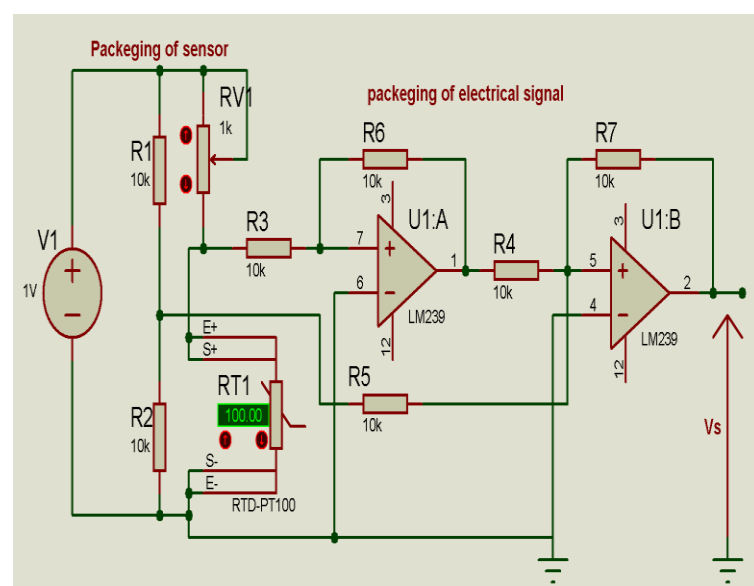 Packeging of sensor
packeging of electrical signal
RV1
1k
R1
10k
R6
10k
R7
10k
V1
1V
R3
10k
3
U1:A
7
6
1
LM239
12
R4
10k
3
U1:B
5
4
2
LM239
12
E+
S+
RT1
100.00
R5
10k
R2
10k
S-
E-
RTD-PT100
Vs